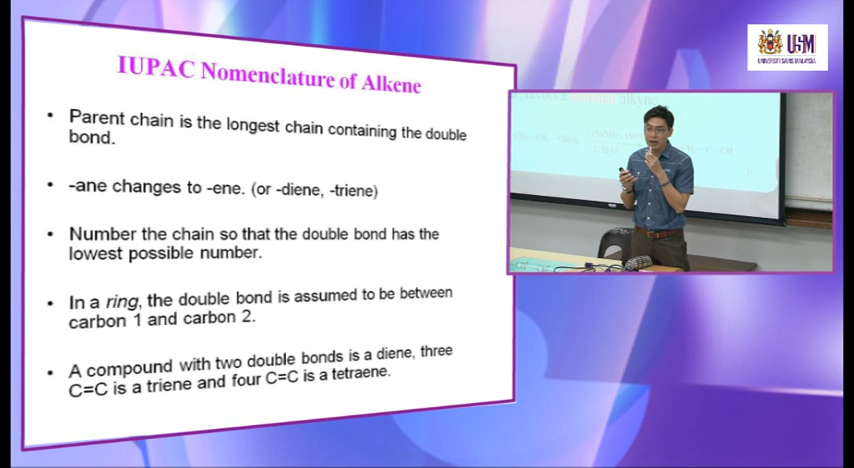 IUPAC Nomenclature of Alkene
• Parent chain is the longest chain containing the double
bond.
• -ane changes to -ene. (or -diene, -triene)
• Number the chain so that the double bond has the
lowest possible number.
• In a ring, the double bond is assumed to be between
carbon 1 and carbon 2.
• A compound with two double bonds is a diene, three
C=C is a triene and four C=C is a tetraene.
USM
UNIVERSITI SAINS MALAYSIA
alkyne